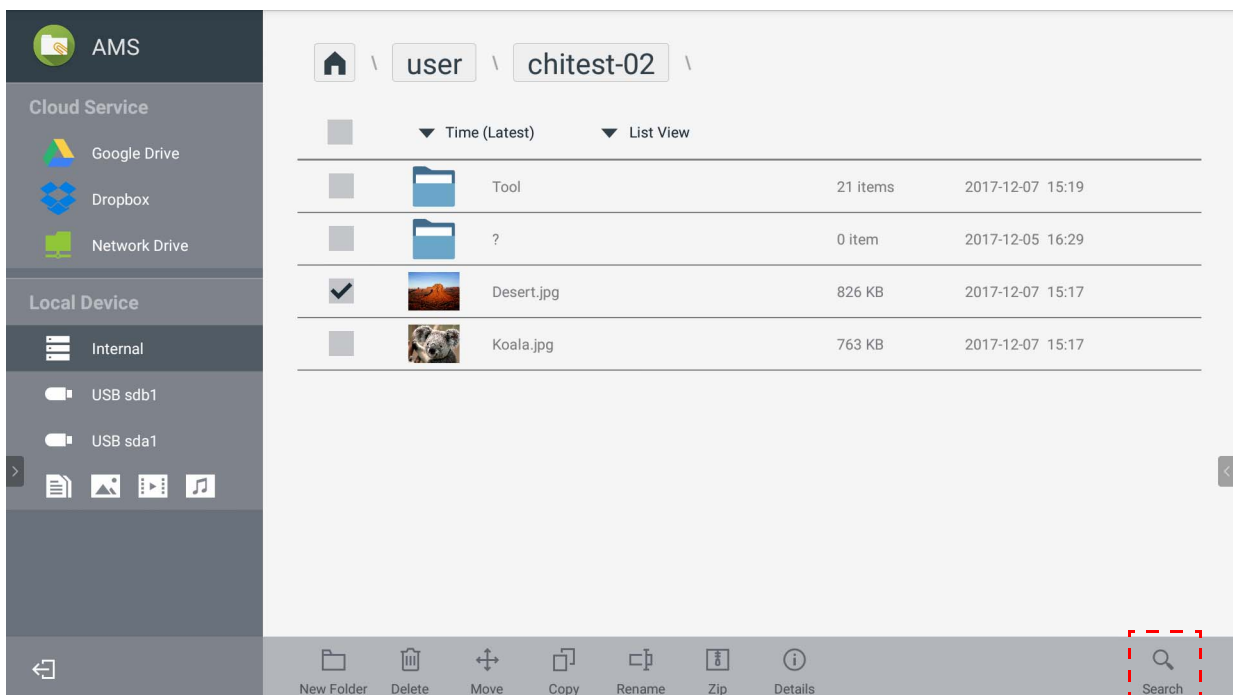 AMS
Cloud Service
Google Drive
Dropbox
Network Drive
Local Device
Internal
USB sdb1
USB sda1
\ user \ chitest-02 \
Time (Latest) List View
Tool 21 items 2017-12-07 15:19
? 0 item 2017-12-05 16:29
Desert.jpg 826 KB 2017-12-07 15:17
Koala.jpg 763 KB 2017-12-07 15:17
New Folder Delete Move Copy Rename Zip Details Search